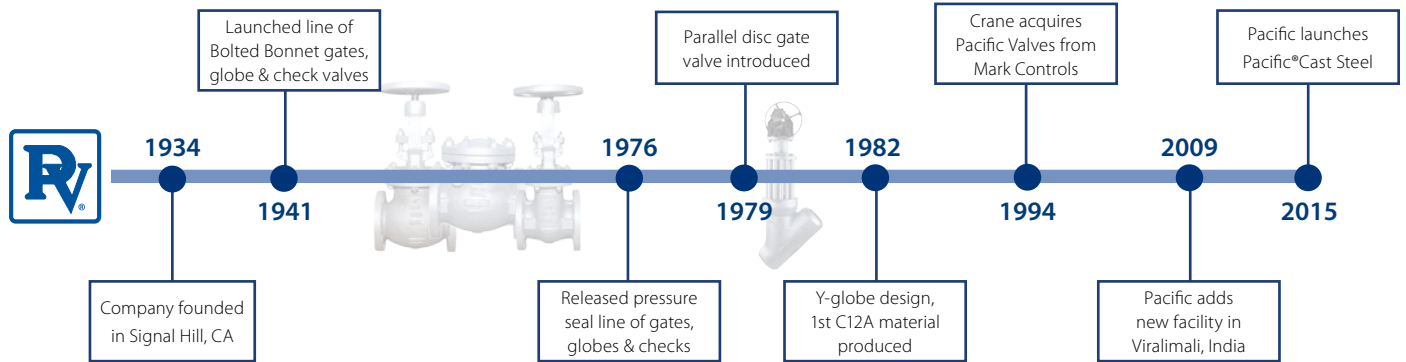 Launched line of
Bolted Bonnet gates,
globe & check valves
Parallel disc gate
valve introduced
Crane acquires
Pacific Valves from
Mark Controls
Pacific launches
Pacific®Cast Steel
PV®
1934
1941
1976
1979
1982
1994
2009
2015
Company founded
in Signal Hill, CA
Released pressure
seal line of gates,
globes & checks
Y-globe design,
1st C12A material
produced
Pacific adds
new facility in
Viralimali, India